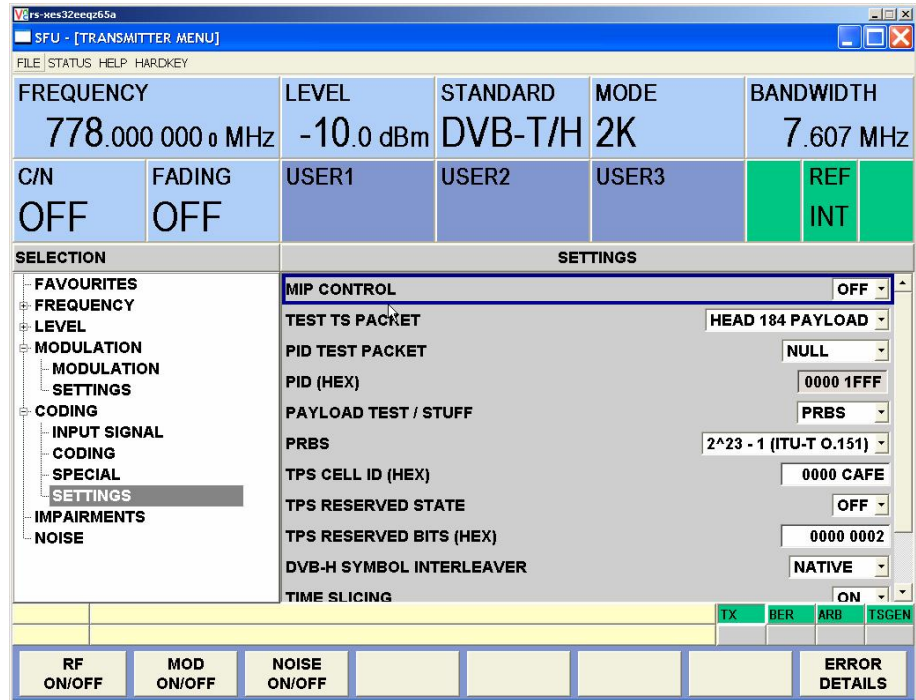 rs-xes32eeqz65a
SFU - [TRANSMITTER MENU]
FILE STATUS HELP HARDKEY
FREQUENCY LEVEL STANDARD MODE BANDWIDTH
778.000 000 0 MHz -10.0 dBm DVB-T/H 2K 7.607 MHz
C/N FADING USER1 USER2 USER3 REF
OFF OFF INT
SELECTION SETTINGS
FAVOURITES
FREQUENCY
LEVEL
MODULATION
MODULATION
SETTINGS
CODING
INPUT SIGNAL
CODING
SPECIAL
SETTINGS
IMPAIRMENTS
NOISE
MIP CONTROL OFF
TEST TS PACKET HEAD 184 PAYLOAD
PID TEST PACKET NULL
PID (HEX) 0000 1FFF
PAYLOAD TEST / STUFF PRBS
PRBS 2^23 - 1 (ITU-T O.151)
TPS CELL ID (HEX) 0000 CAFE
TPS RESERVED STATE OFF
TPS RESERVED BITS (HEX) 0000 0002
DVB-H SYMBOL INTERLEAVER NATIVE
TIME SLICING ON
TX BER ARB TSGEN
RF ON/OFF MOD ON/OFF NOISE ON/OFF ERROR DETAILS